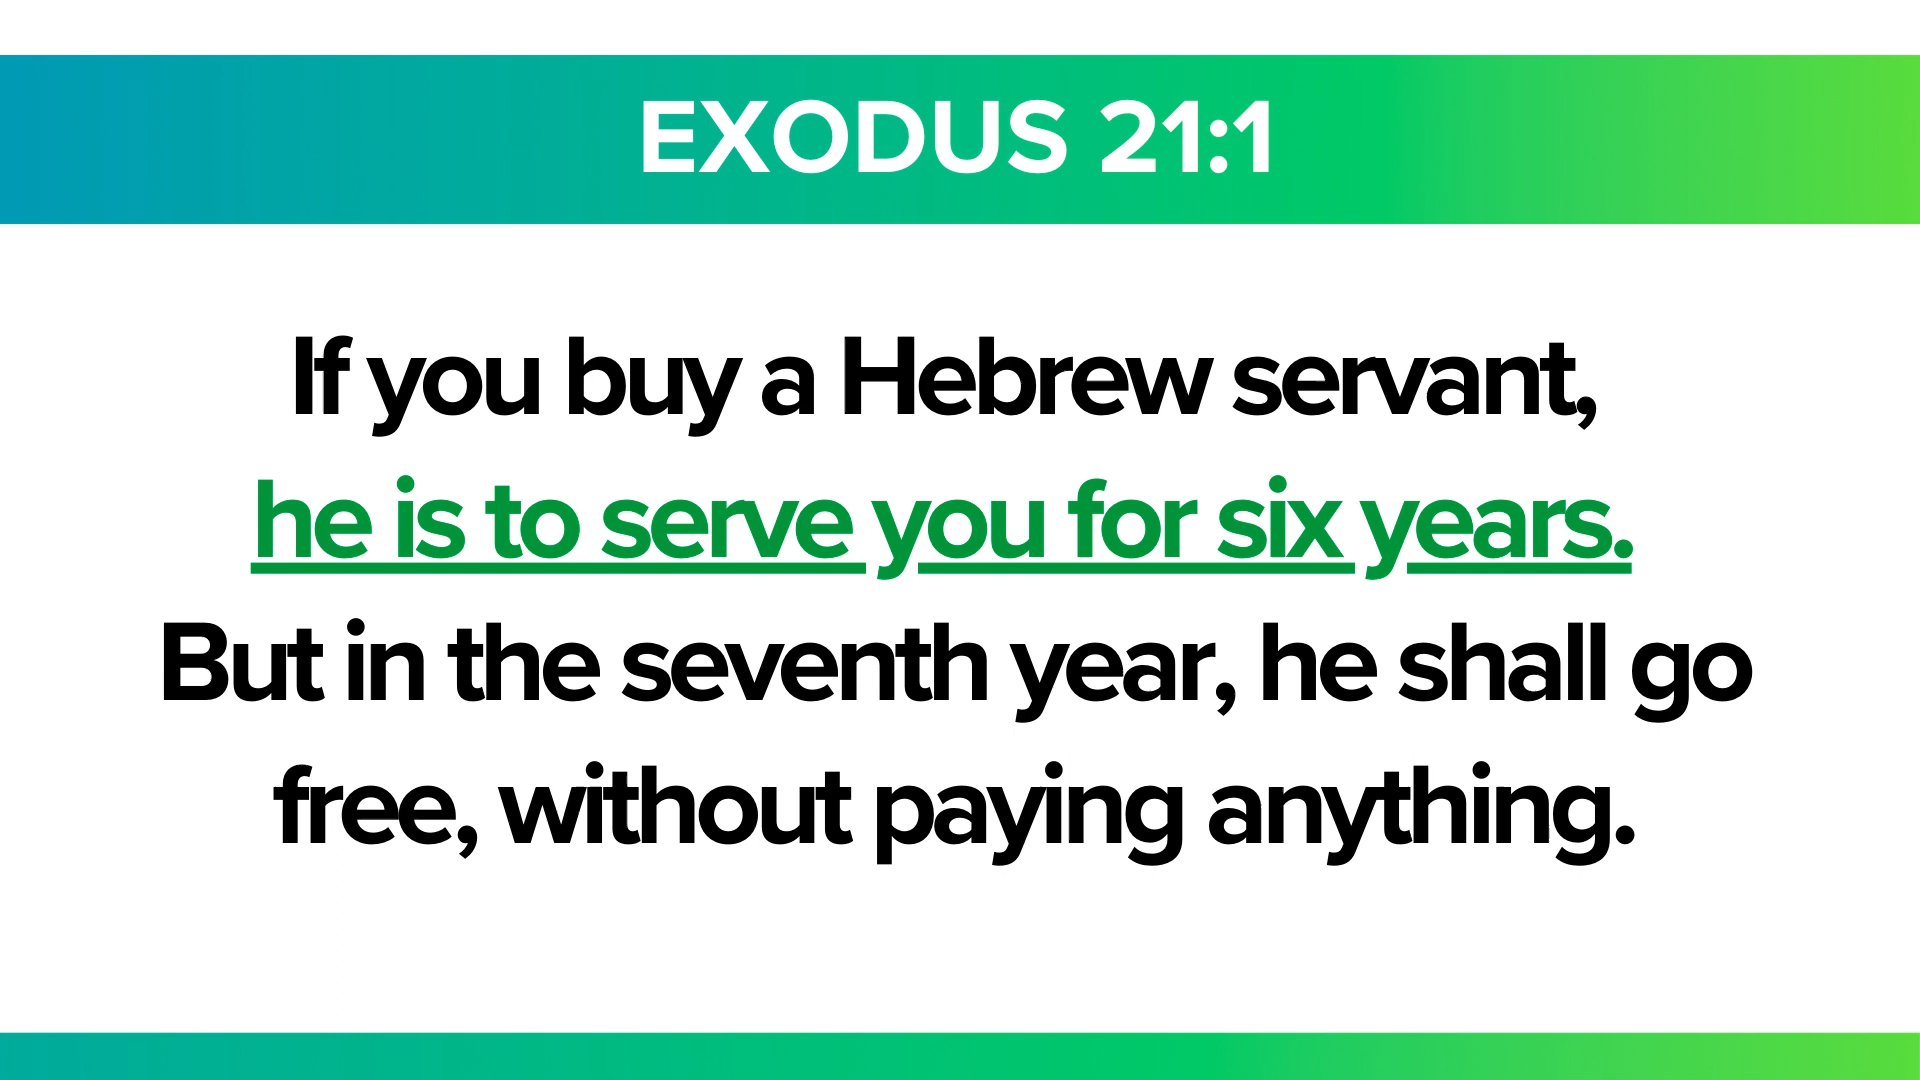 EXODUS 21:1
If you buy a Hebrew servant,
he is to serve you for six years.
But in the seventh year, he shall go
free, without paying anything.